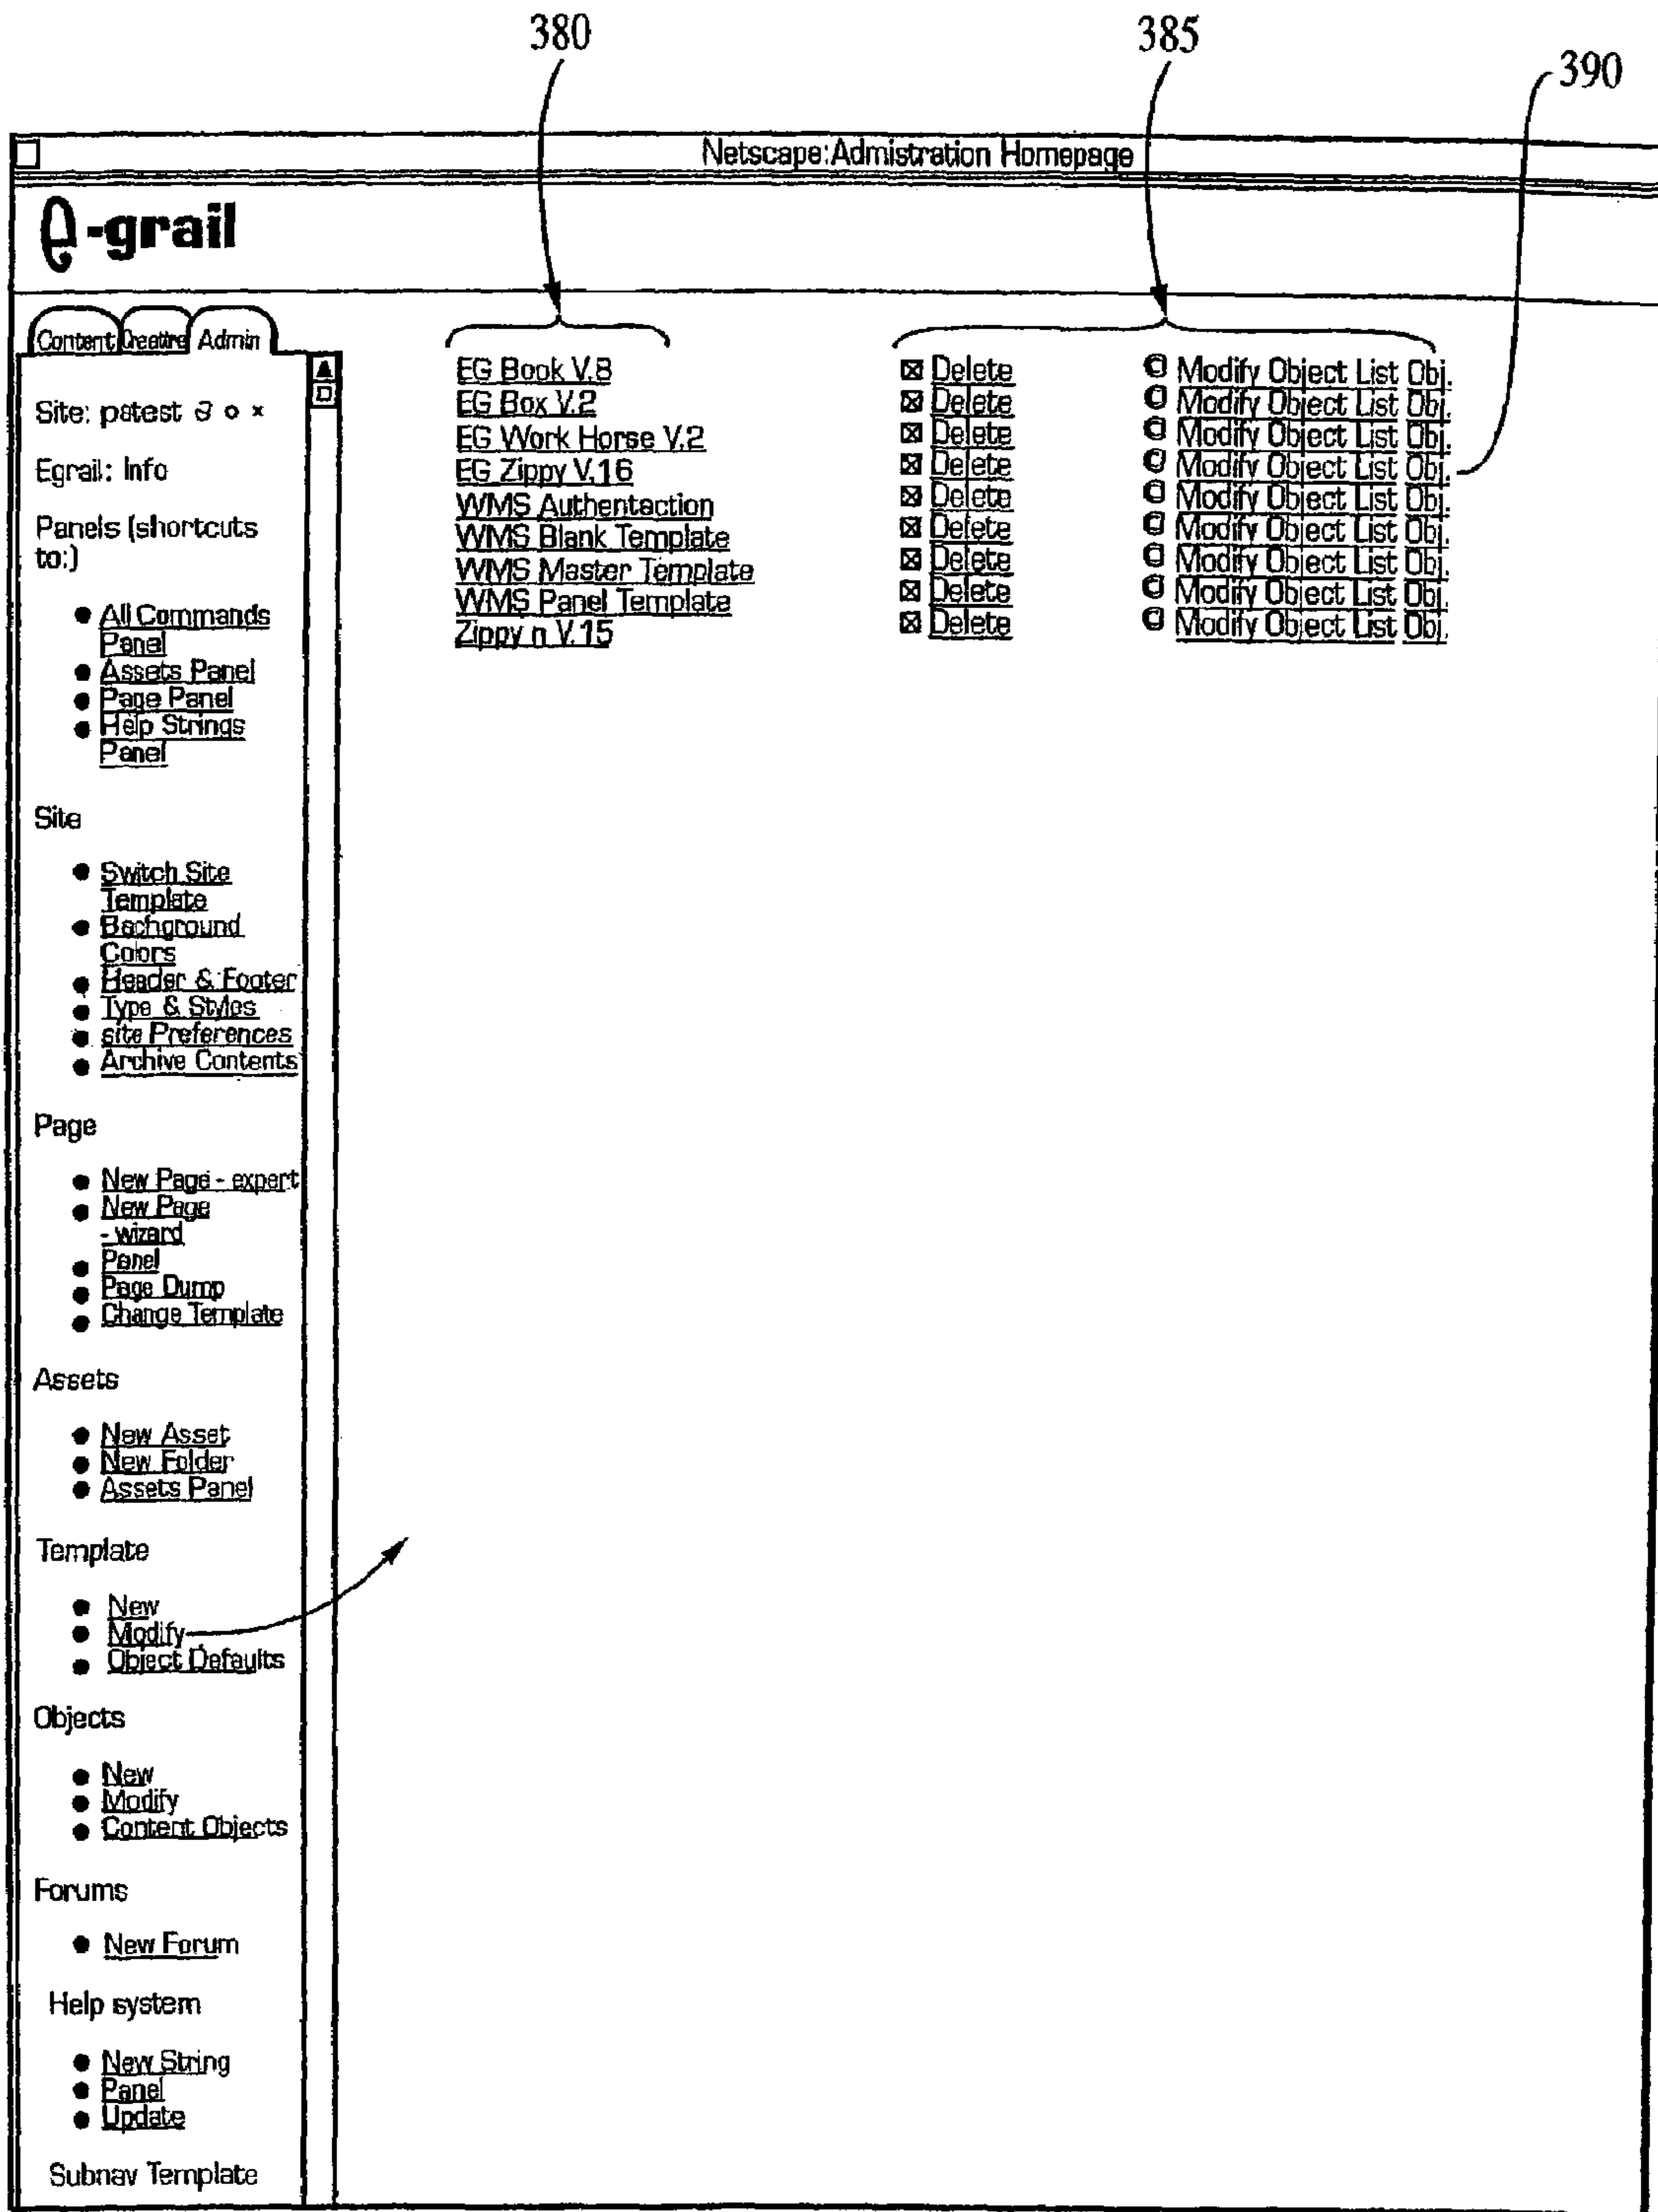 380
385
390
Netscape:Admistration Homepage
e-grail
Content Creative Admin
Site: patest
Egrail: Info
Panels (shortcuts
to:)
All Commands
Panel
Assets Panel
Page Panel
Help Strings
Panel
Site
Switch Site
Template
Bachground
Colors
Header & Footer
Type & Styles
site Preferences
Archive Contents
Page
New Page - expert
New Page
- wizard
Panel
Page Dump
Change Template
Assets
New Asset
New Folder
Assets Panel
Template
New
Modify
Object Defaults
Objects
New
Modify
Content Objects
Forums
New Forum
Help system
New String
Panel
Update
Subnav Template
EG Book V.8 Delete Modify Object List Obj.
EG Box V.2 Delete Modify Object List Obj.
EG Work Horse V.2 Delete Modify Object List Obj.
EG Zippy V.16 Delete Modify Object List Obj.
WMS Authentaction Delete Modify Object List Obj.
WMS Blank Template Delete Modify Object List Obj.
WMS Master Template Delete Modify Object List Obj.
WMS Panel Template Delete Modify Object List Obj.
Zippy n V.15 Delete Modify Object List Obj.